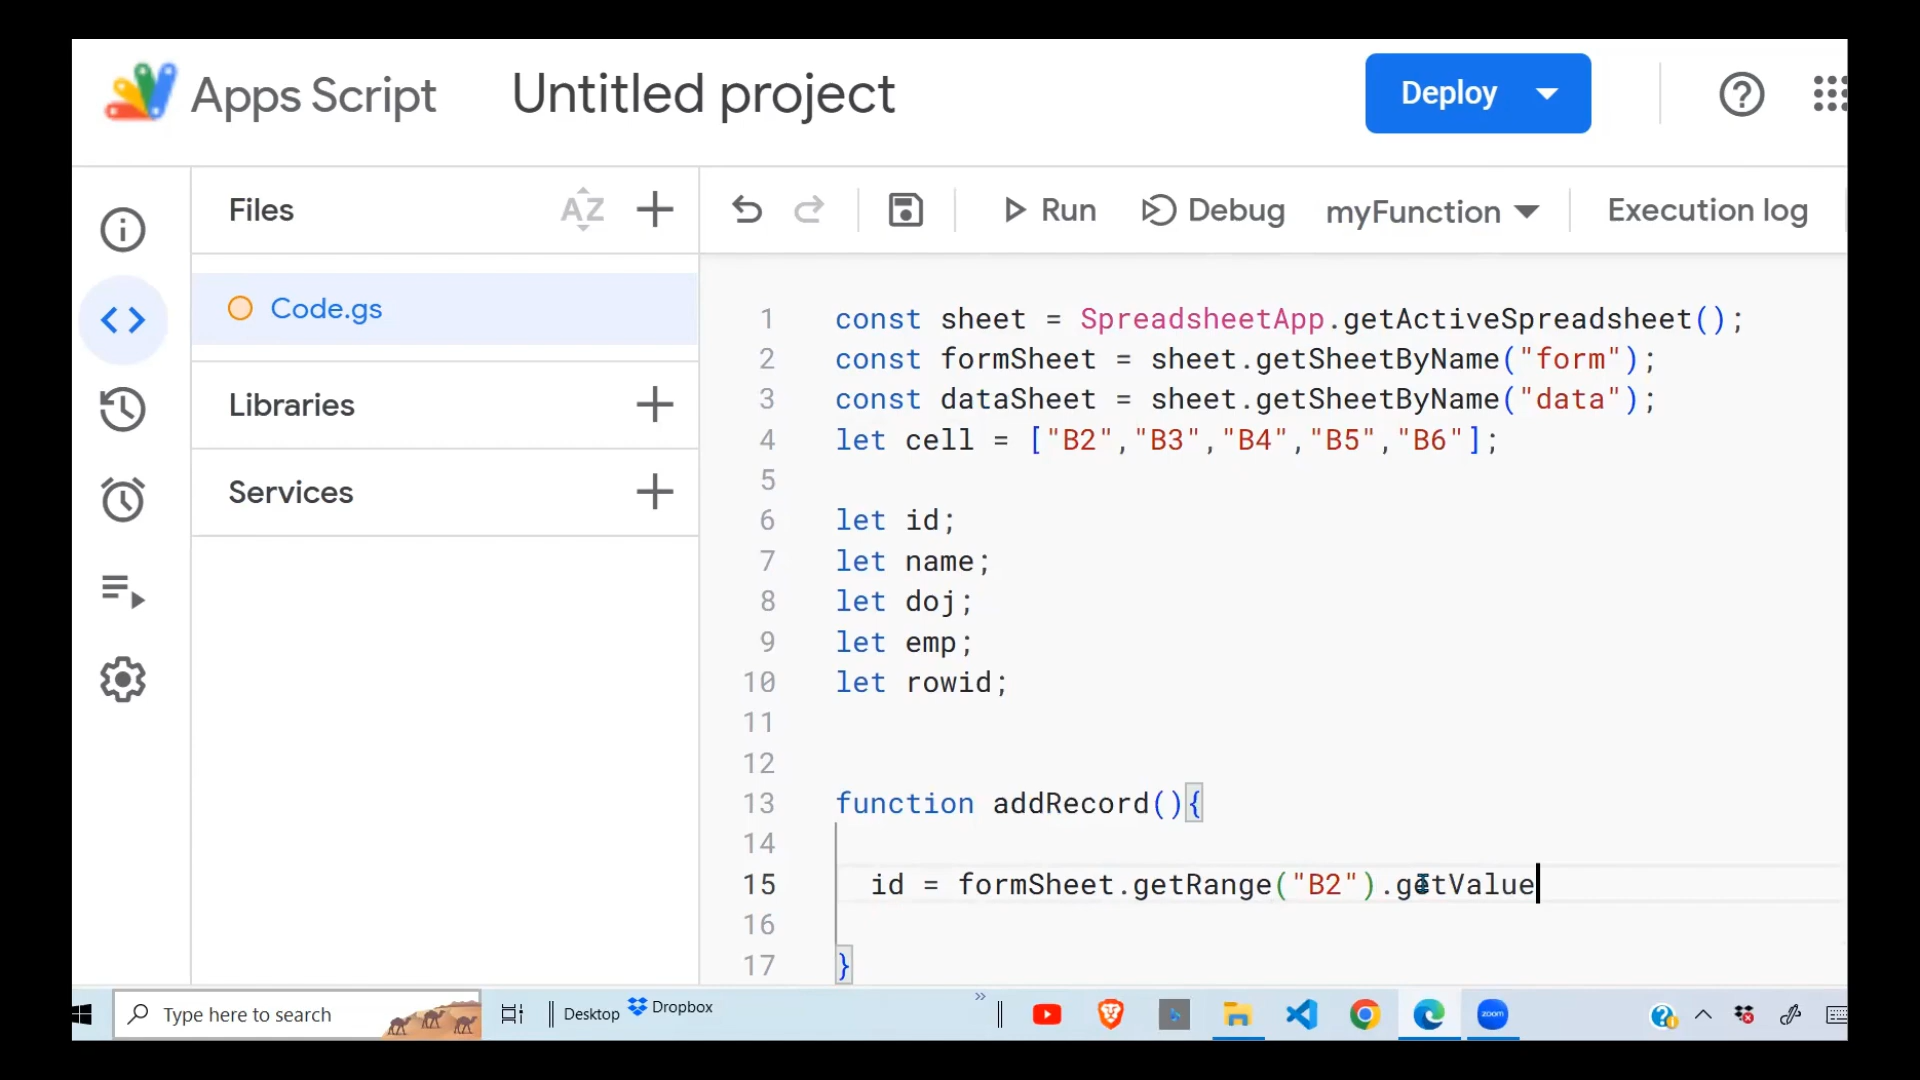 Apps Script
Untitled project
Deploy
Files
AZ
Run
Debug
myFunction
Execution log
Code.gs
Libraries
Services
1 const sheet = SpreadsheetApp.getActiveSpreadsheet();
2 const formSheet = sheet.getSheetByName("form");
3 const dataSheet = sheet.getSheetByName("data");
4 let cell = ["B2","B3","B4","B5","B6"];
5
6 let id;
7 let name;
8 let doj;
9 let emp;
10 let rowid;
11
12
13 function addRecord(){
14
15 id = formSheet.getRange("B2").getValue
16
17 }
Type here to search
Desktop
Dropbox
zoom